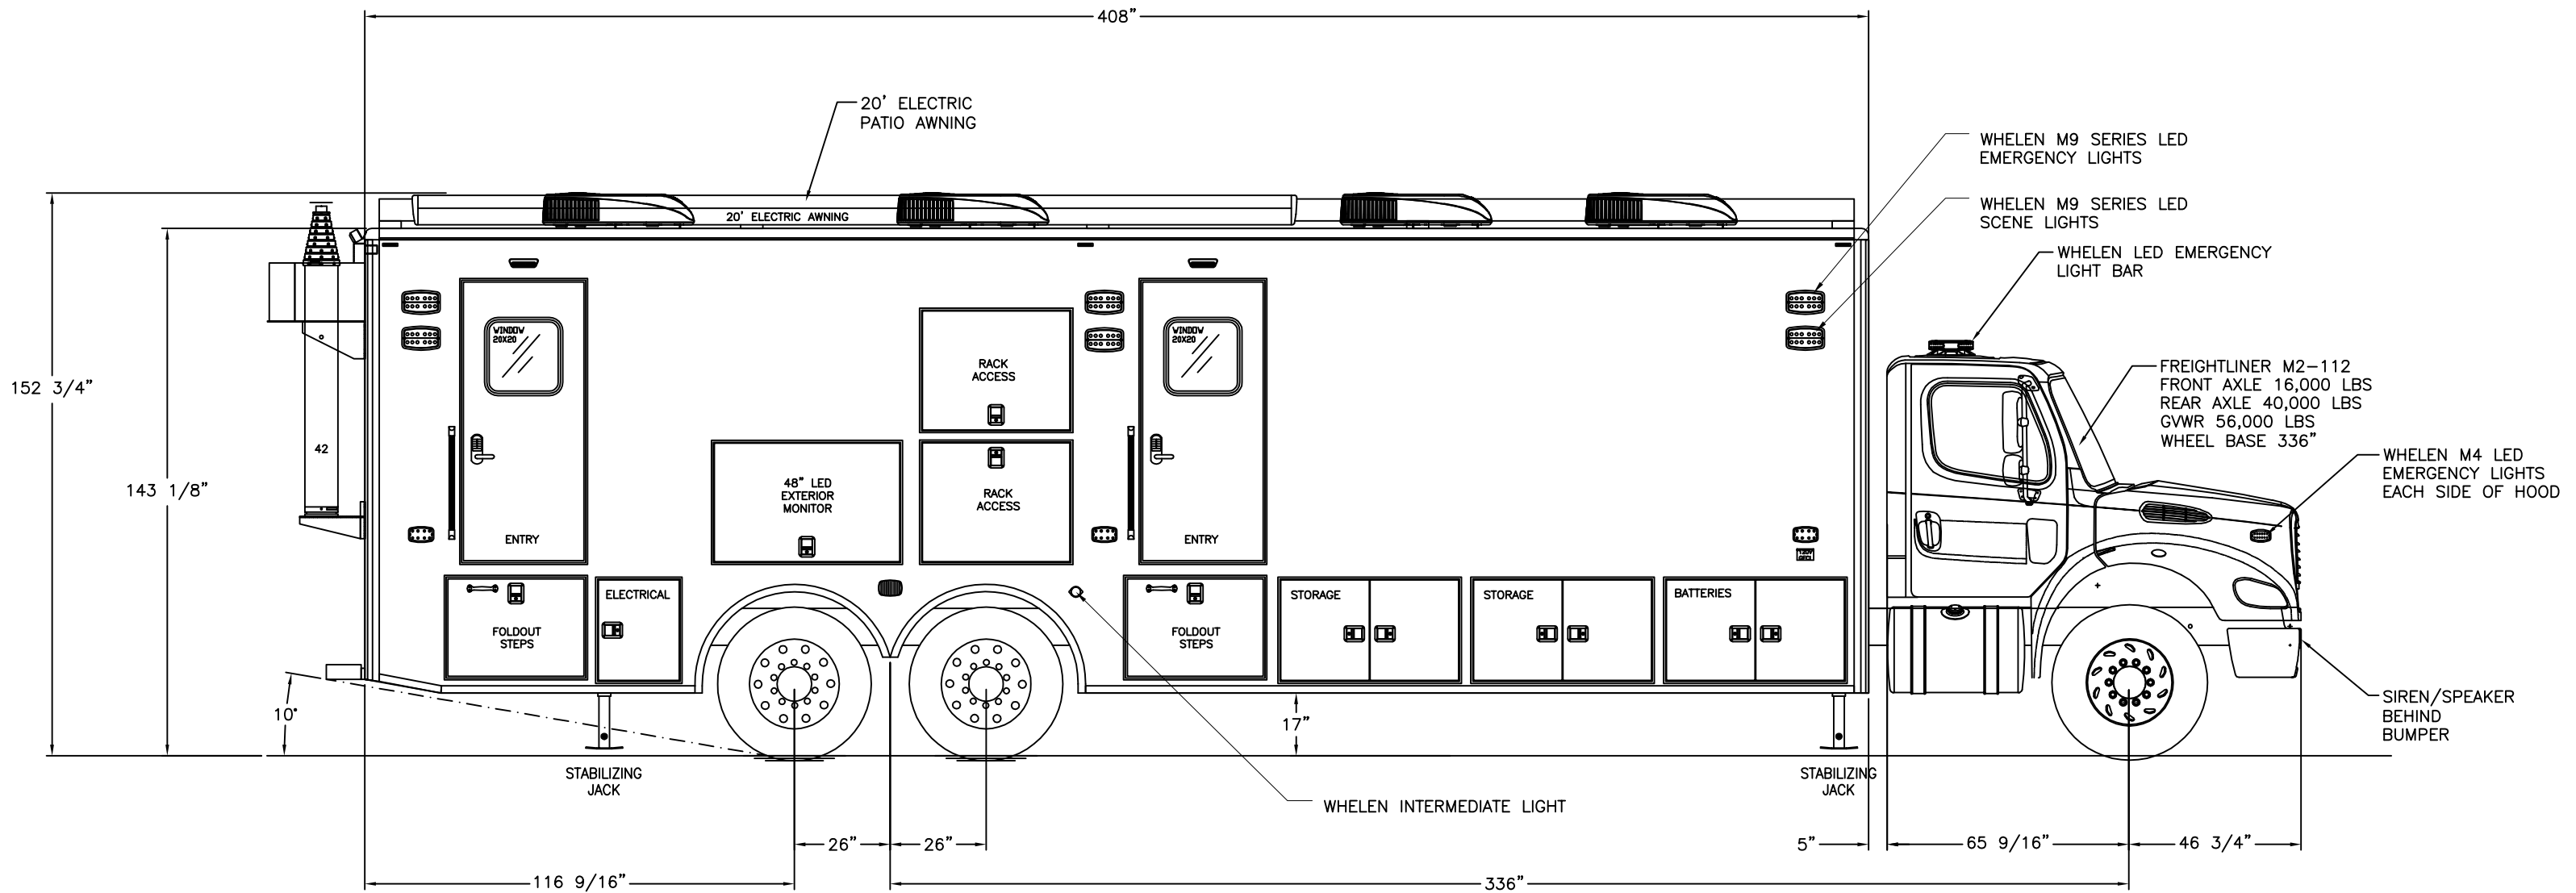 408"
20' ELECTRIC
PATIO AWNING
WHELEN M9 SERIES LED
EMERGENCY LIGHTS
WHELEN M9 SERIES LED
SCENE LIGHTS
20' ELECTRIC AWNING
WHELEN LED EMERGENCY
LIGHT BAR
WINDOW
20X20
WINDOW
20X20
RACK
ACCESS
FREIGHTLINER M2-112
FRONT AXLE 16,000 LBS
REAR AXLE 40,000 LBS
GVWR 56,000 LBS
WHEEL BASE 336"
152 3/4"
42
143 1/8"
48" LED
EXTERIOR
MONITOR
RACK
ACCESS
WHELEN M4 LED
EMERGENCY LIGHTS
EACH SIDE OF HOOD
ENTRY
ENTRY
120V
GFCI
ELECTRICAL
STORAGE
STORAGE
BATTERIES
FOLDOUT
STEPS
FOLDOUT
STEPS
10°
17"
SIREN/SPEAKER
BEHIND
BUMPER
STABILIZING
JACK
STABILIZING
JACK
WHELEN INTERMEDIATE LIGHT
26"
26"
5"
65 9/16"
46 3/4"
116 9/16"
336"